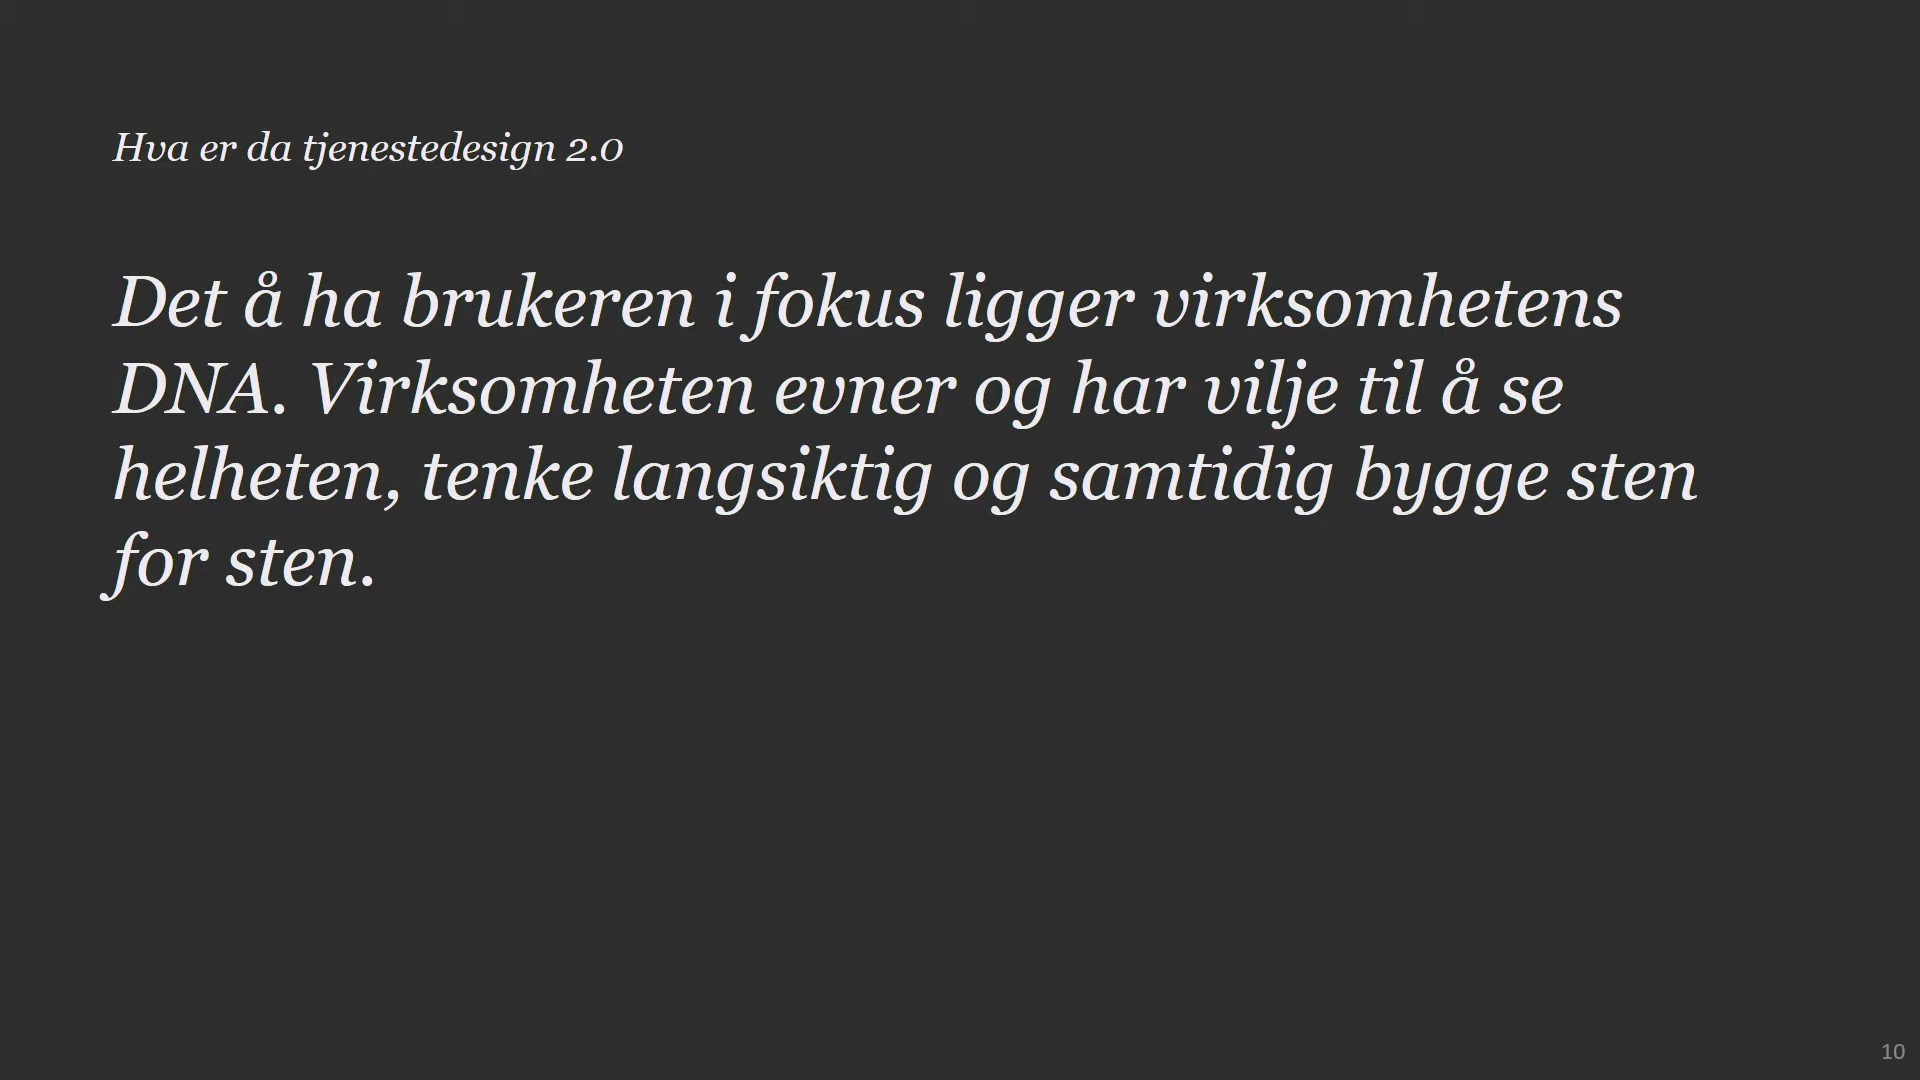 Hva er da tjenestedesign 2.0
Det å ha brukeren i fokus ligger virksomhetens
DNA. Virksomheten evner og har vilje til å se
helheten, tenke langsiktig og samtidig bygge sten
for sten.
10